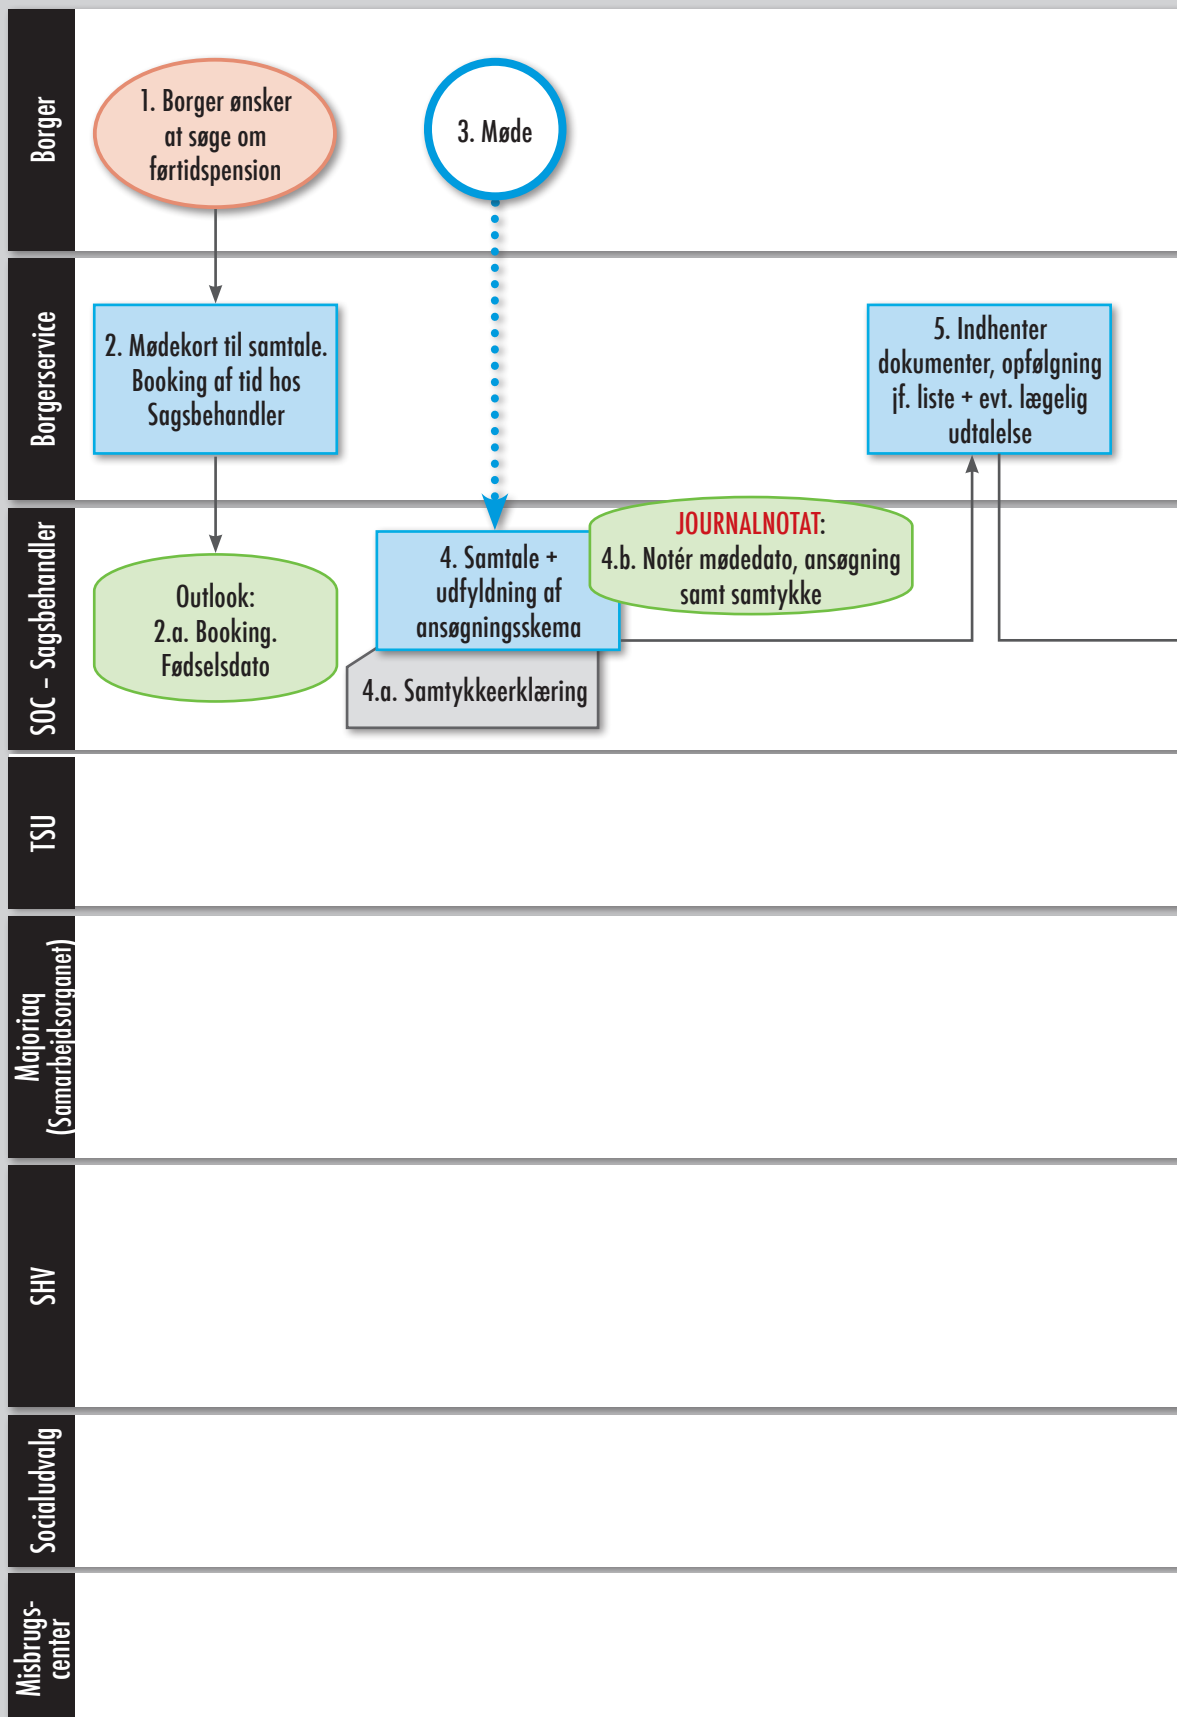 Borger
1. Borger ønsker
at søge om
førtidspension
3. Møde
Borgerservice
2. Mødekort til samtale.
Booking af tid hos
Sagsbehandler
5. Indhenter
dokumenter, opfølgning
jf. liste + evt. lægelig
udtalelse
SOC – Sagsbehandler
Outlook:
2.a. Booking.
Fødselsdato
4. Samtale +
udfyldning af
ansøgningsskema
4.a. Samtykkeerklæring
JOURNALNOTAT:
4.b. Notér mødedato, ansøgning
samt samtykke
TSU
Majoriaq
(Samarbejdsorganet)
SHV
Socialudvalg
Misbrugs-
center